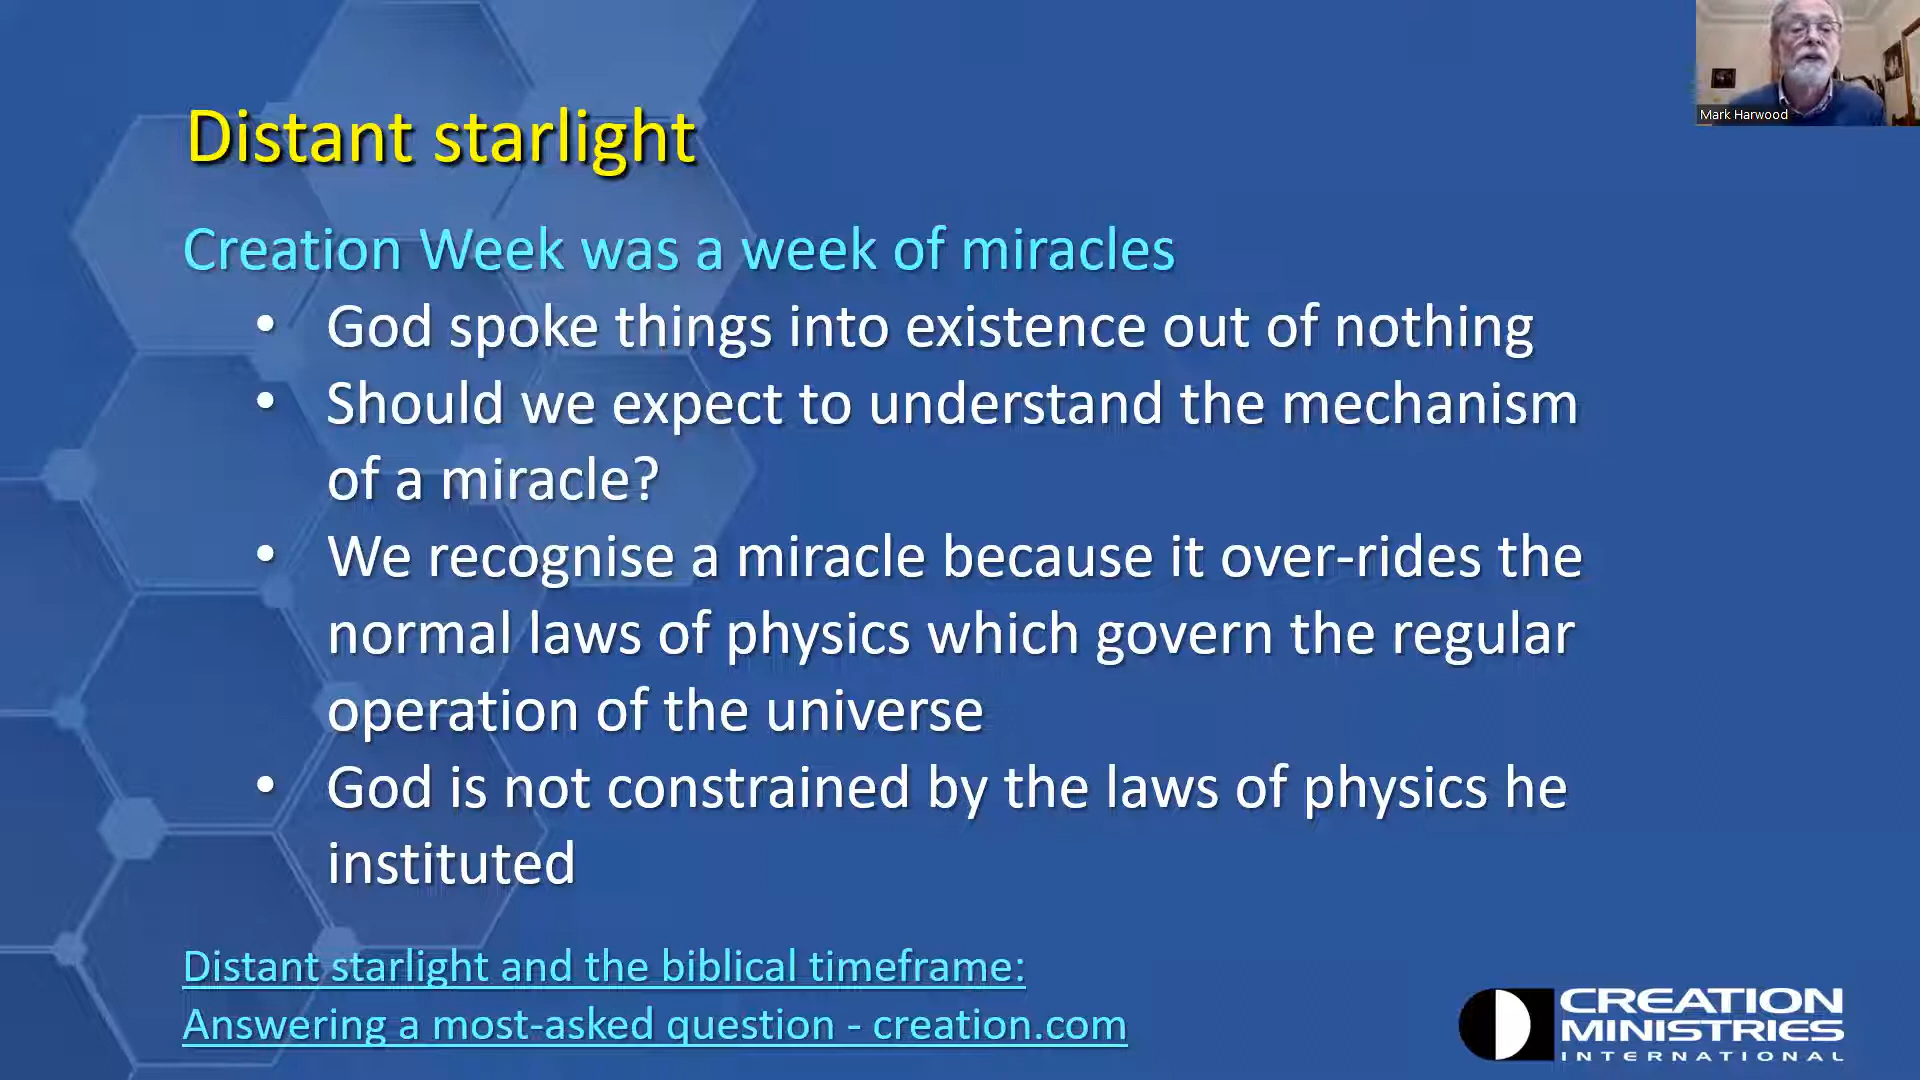 Mark Harwood
Distant starlight
Creation Week was a week of miracles
• God spoke things into existence out of nothing
• Should we expect to understand the mechanism
of a miracle?
• We recognise a miracle because it over-rides the
normal laws of physics which govern the regular
operation of the universe
• God is not constrained by the laws of physics he
instituted
Distant starlight and the biblical timeframe:
Answering a most-asked question - creation.com
CREATION
MINISTRIES
INTERNATIONAL